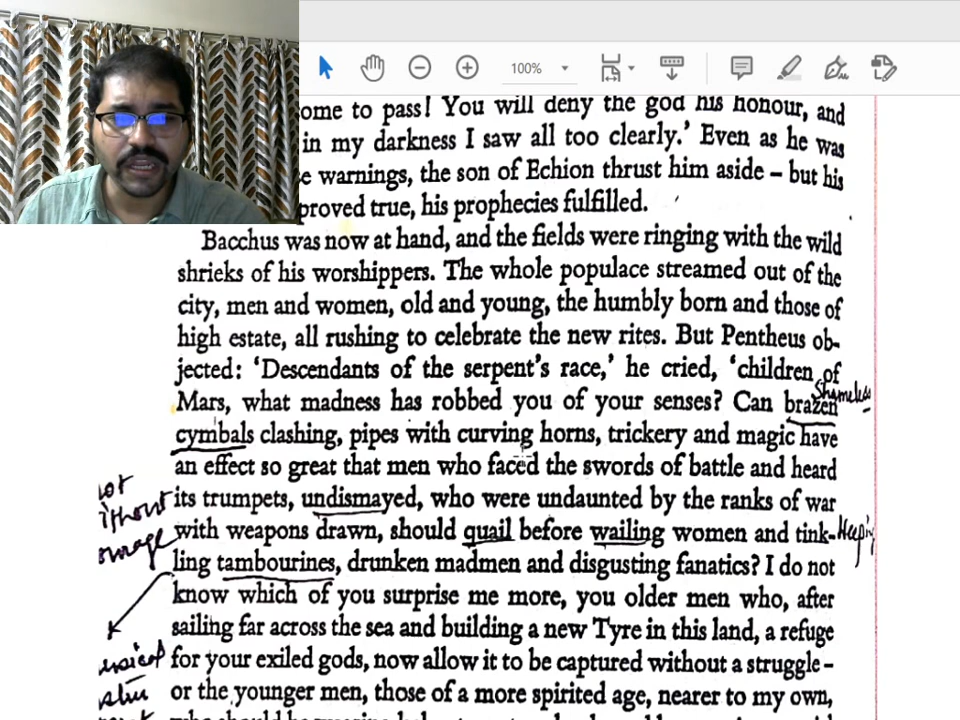 100%
ome to pass! You will deny the god his honour, and
in my darkness I saw all too clearly.’ Even as he was
e warnings, the son of Echion thrust him aside – but his
proved true, his prophecies fulfilled.
Bacchus was now at hand, and the fields were ringing with the wild
shrieks of his worshippers. The whole populace streamed out of the
city, men and women, old and young, the humbly born and those of
high estate, all rushing to celebrate the new rites. But Pentheus ob-
jected: ‘Descendants of the serpent’s race,’ he cried, ‘children of
Shameless
Mars, what madness has robbed you of your senses? Can brazen
cymbals clashing, pipes with curving horns, trickery and magic have
an effect so great that men who faced the swords of battle and heard
its trumpets, undismayed, who were undaunted by the ranks of war
with weapons drawn, should quail before wailing women and tink-
ling tambourines, drunken madmen and disgusting fanatics? I do not
know which of you surprise me more, you older men who, after
sailing far across the sea and building a new Tyre in this land, a refuge
for your exiled gods, now allow it to be captured without a struggle –
or the younger men, those of a more spirited age, nearer to my own,